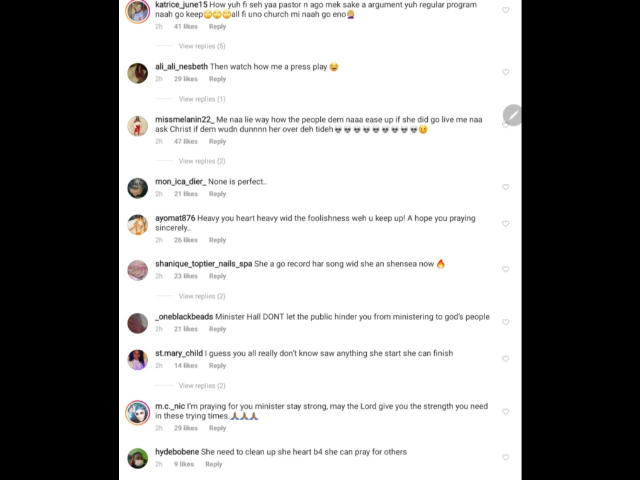 katrice_june15 How yuh fi seh yaa pastor n ago mek sake a argument yuh regular program
naah go keep🙄🙄🙄all fi uno church mi naah go eno🤦🏼‍♀️
2h 41 likes Reply
View replies (5)
ali_ali_nesbeth Then watch how me a press play 😂
2h 29 likes Reply
View replies (1)
missmelanin22_ Me naa lie way how the people dem naaa ease up if she did go live me naa
ask Christ if dem wudn dunnnn her over deh tideh💀💀💀💀💀💀💀💀💀🤣
2h 47 likes Reply
View replies (2)
mon_ica_dier_ None is perfect..
2h 21 likes Reply
ayomat876 Heavy you heart heavy wid the foolishness weh u keep up! A hope you praying
sincerely..
2h 26 likes Reply
shanique_toptier_nails_spa She a go record har song wid she an shensea now 🔥
2h 23 likes Reply
View replies (2)
_oneblackbeads Minister Hall DONT let the public hinder you from ministering to god's people
2h 21 likes Reply
st.mary_child I guess you all really don't know saw anything she start she can finish
2h 14 likes Reply
View replies (2)
m.c._nic I'm praying for you minister stay strong, may the Lord give you the strength you need
in these trying times.🙏🏽🙏🏽🙏🏽
2h 29 likes Reply
hydebobene She need to clean up she heart b4 she can pray for others
2h 9 likes Reply